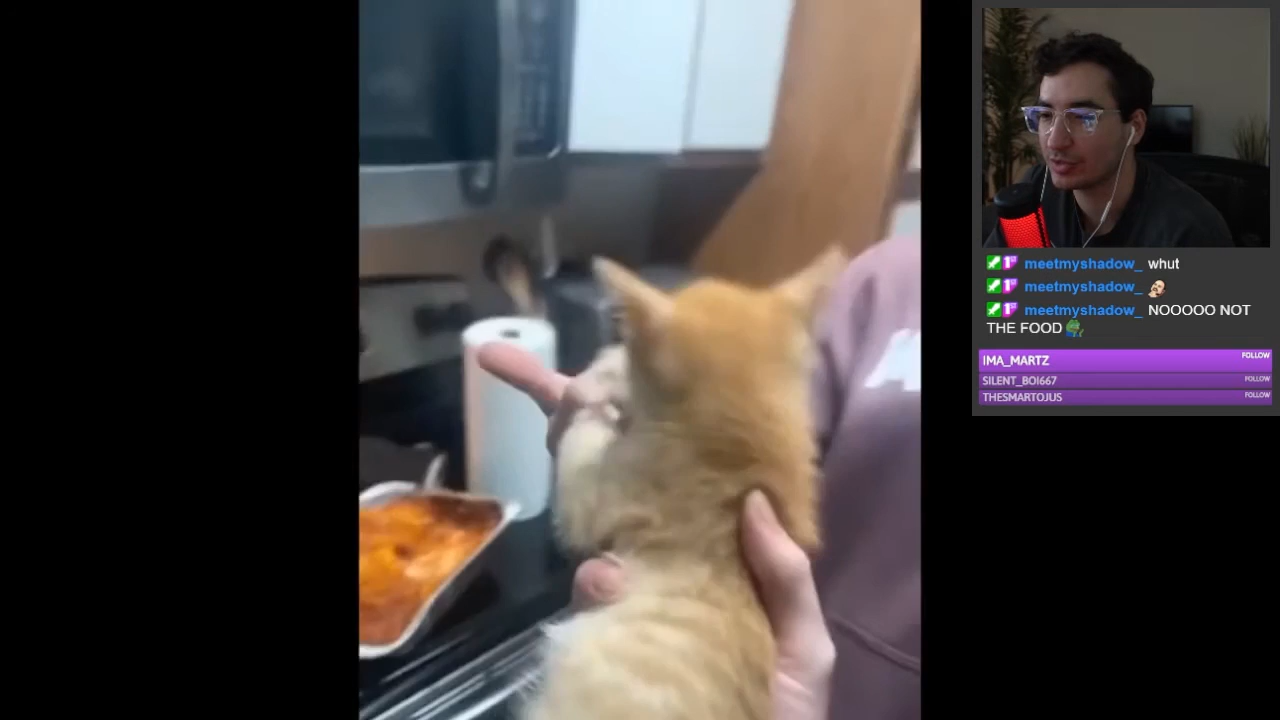 meetmyshadow_ whut
meetmyshadow_
meetmyshadow_ NOOOOO NOT
THE FOOD
IMA_MARTZ FOLLOW
SILENT_BOI667 FOLLOW
THESMARTOJUS FOLLOW